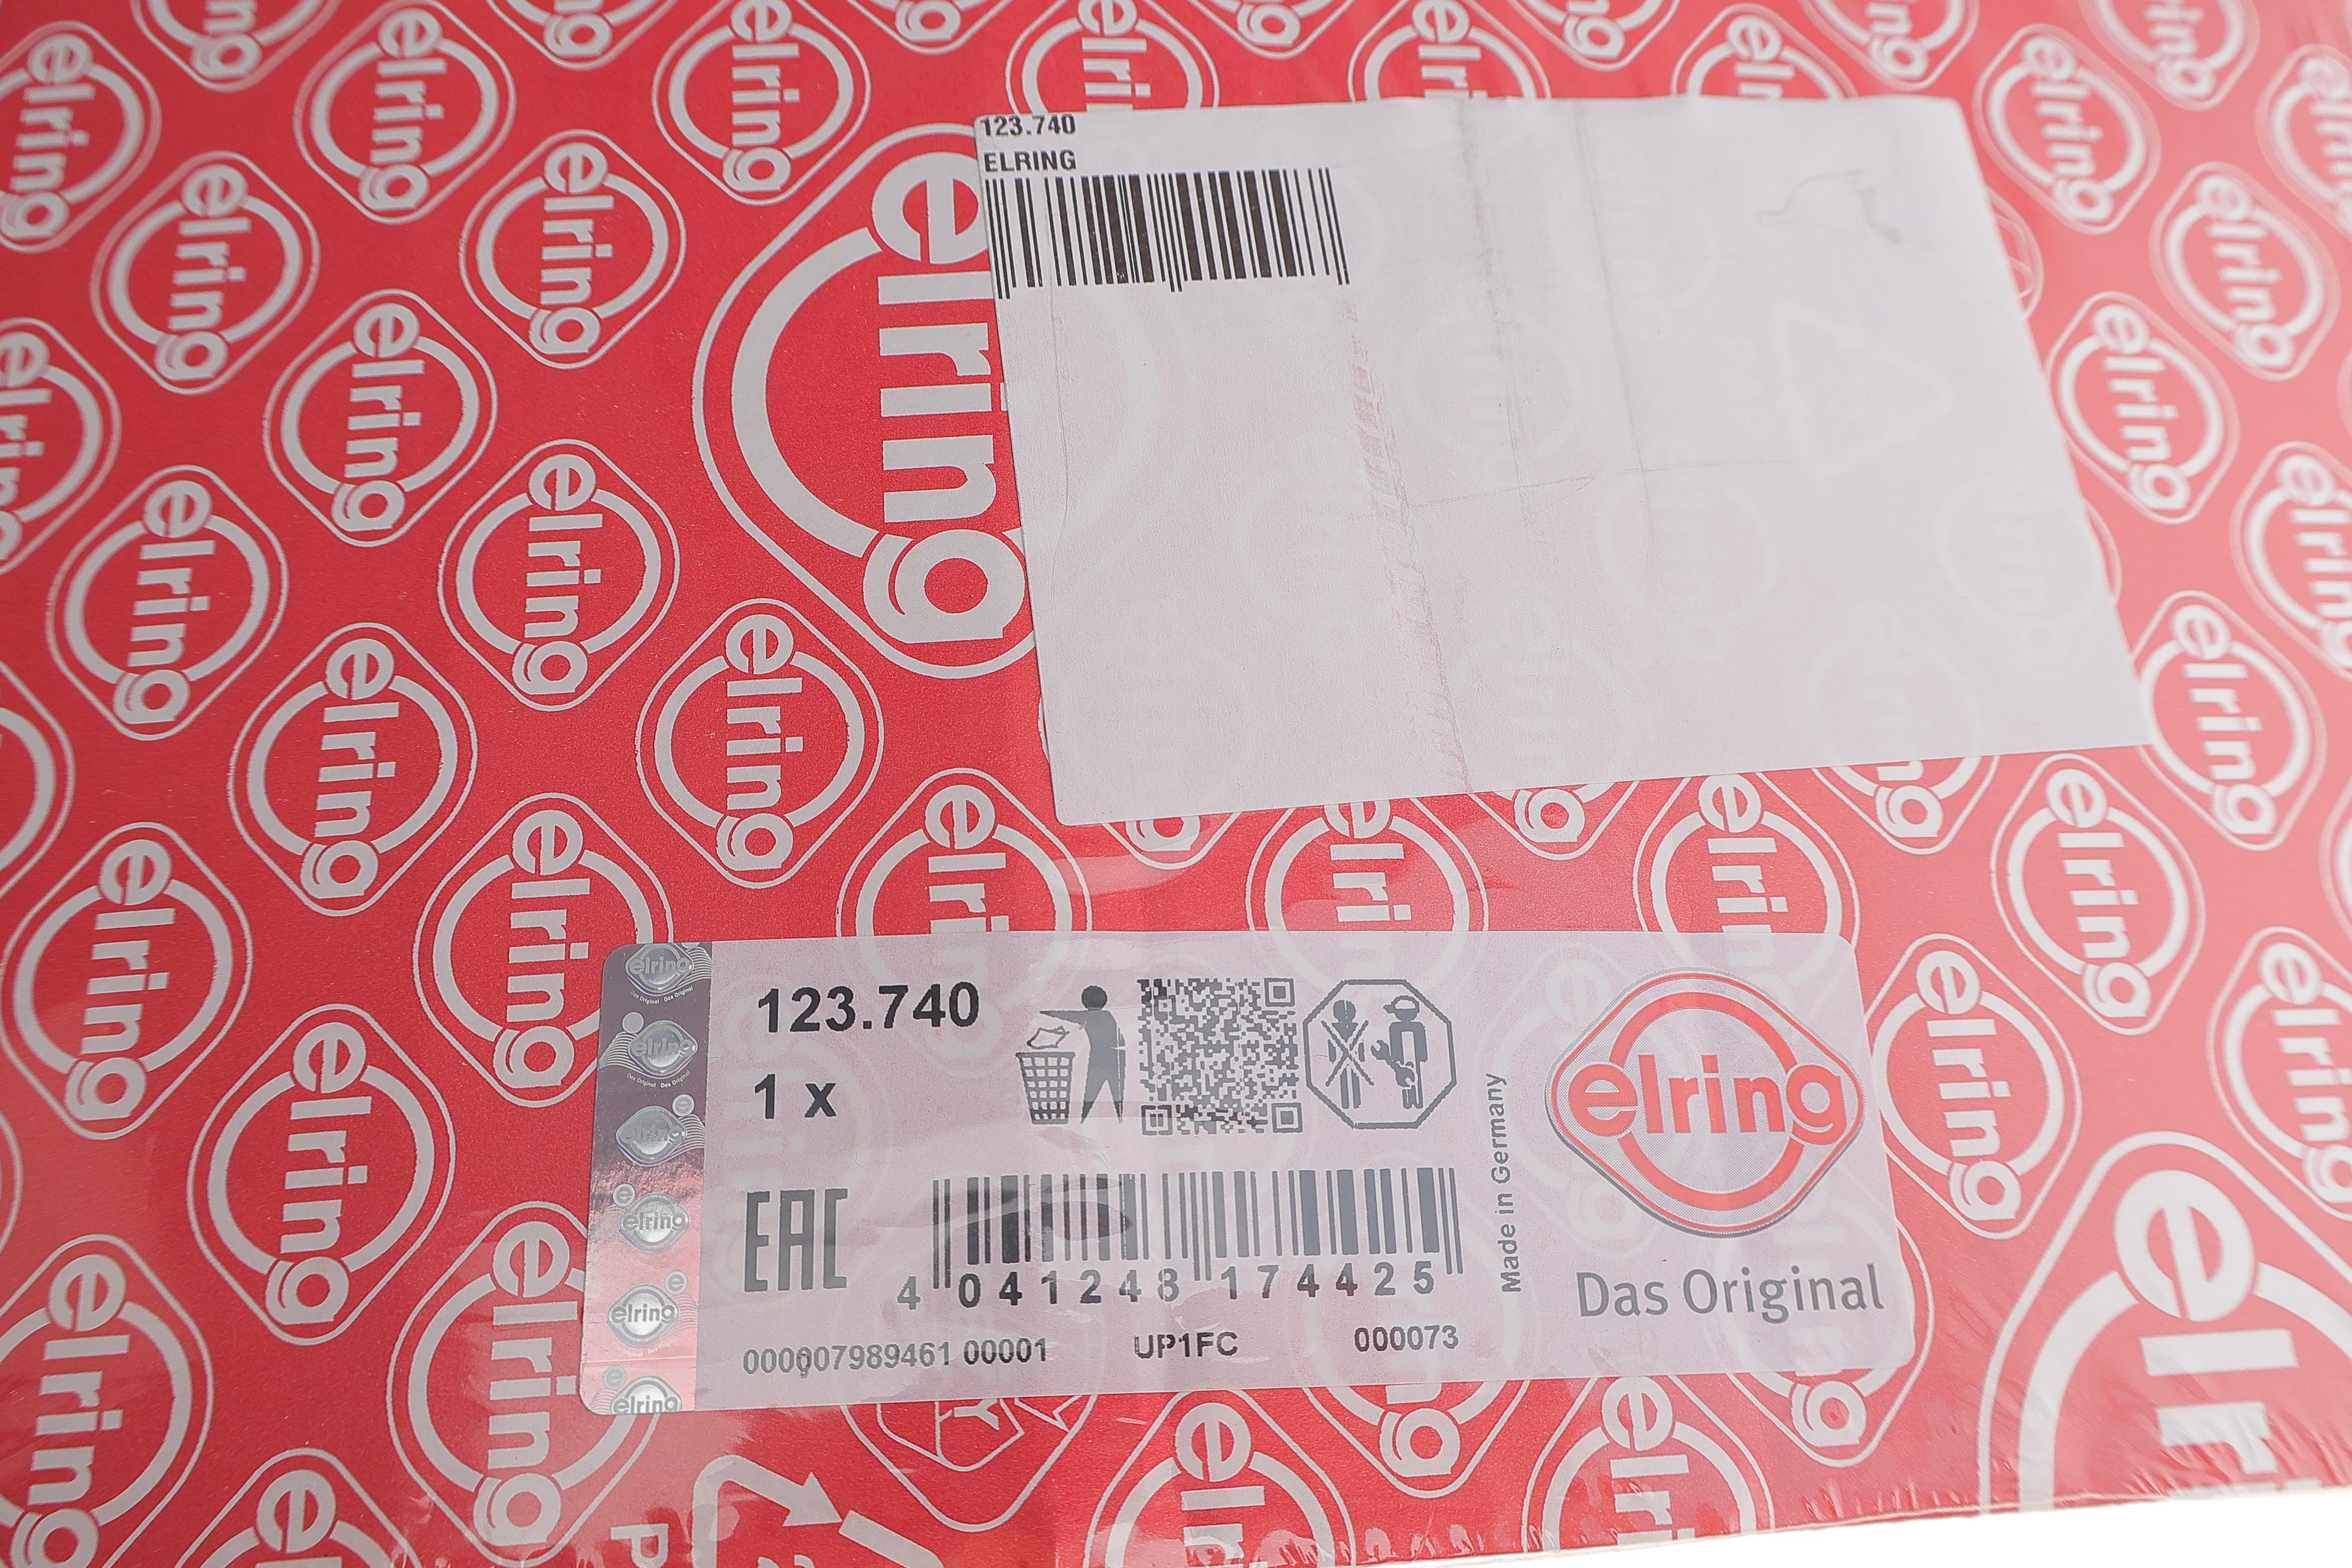 123.740
ELRING
elring
123.740
1 x
EAC
4 041248 174425
000007989461 00001 UP1FC 000073
Made in Germany
elring
Das Original